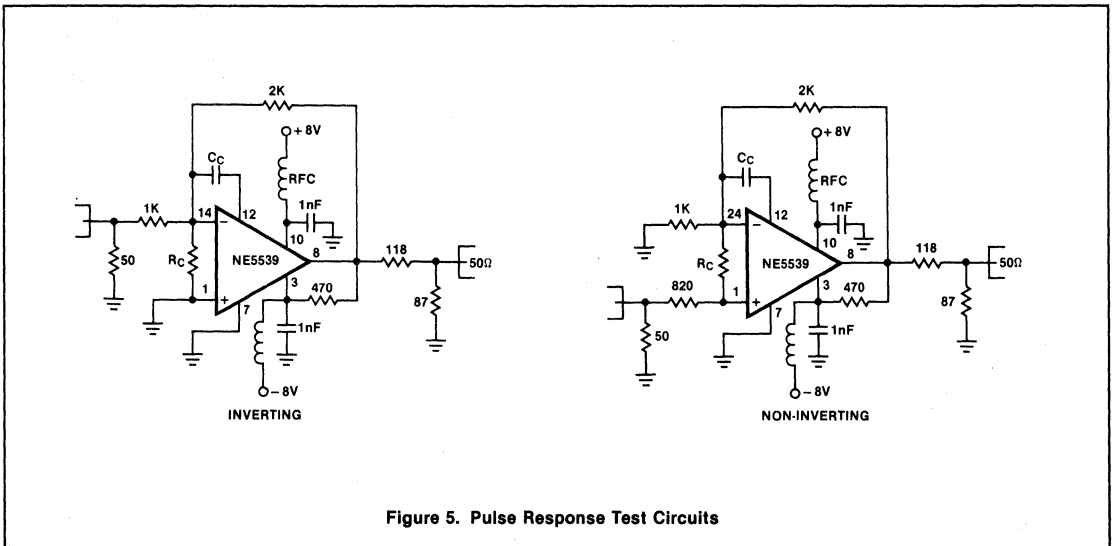 2K
+8V
CC
RFC
1K
14
–
12
1nF
10
50
RC
NE5539
8
118
50Ω
1
+
3
470
87
7
1nF
–8V
INVERTING
2K
+8V
CC
RFC
1K
24
–
12
1nF
10
RC
NE5539
8
118
50Ω
820
1
+
3
470
87
50
7
1nF
–8V
NON-INVERTING
Figure 5. Pulse Response Test Circuits